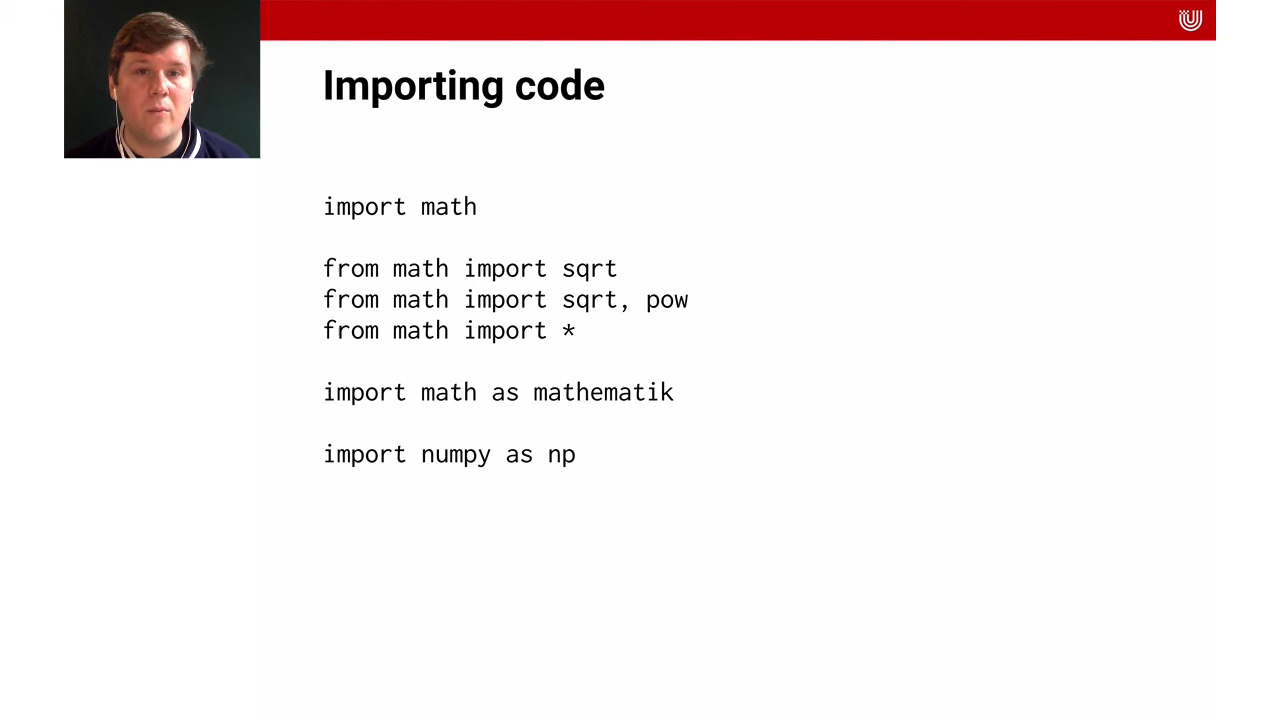 Importing code
import math
from math import sqrt
from math import sqrt, pow
from math import *
import math as mathematik
import numpy as np